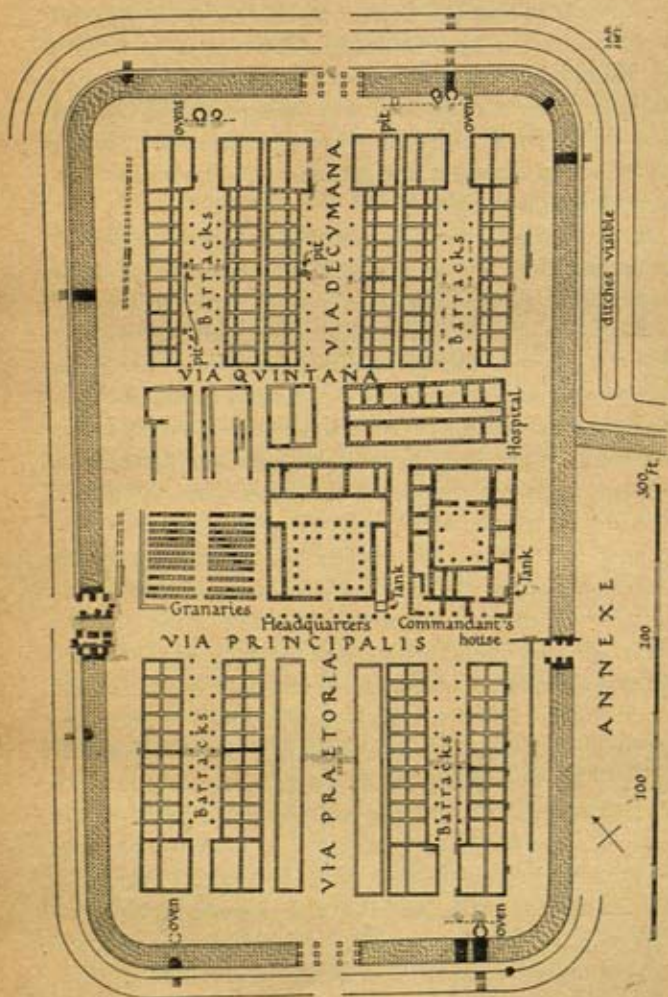 ovens
pit
ovens
Barracks
pit
VIA DECVMANA
pit
Barracks
ditches visible
VIA QVINTANA
Hospital
Granaries
Headquarters
Tank
Commandant's
house
Tank
VIA PRINCIPALIS
Barracks
VIA PRAETORIA
Barracks
ANNEXE
oven
oven
100
200
300 Ft.